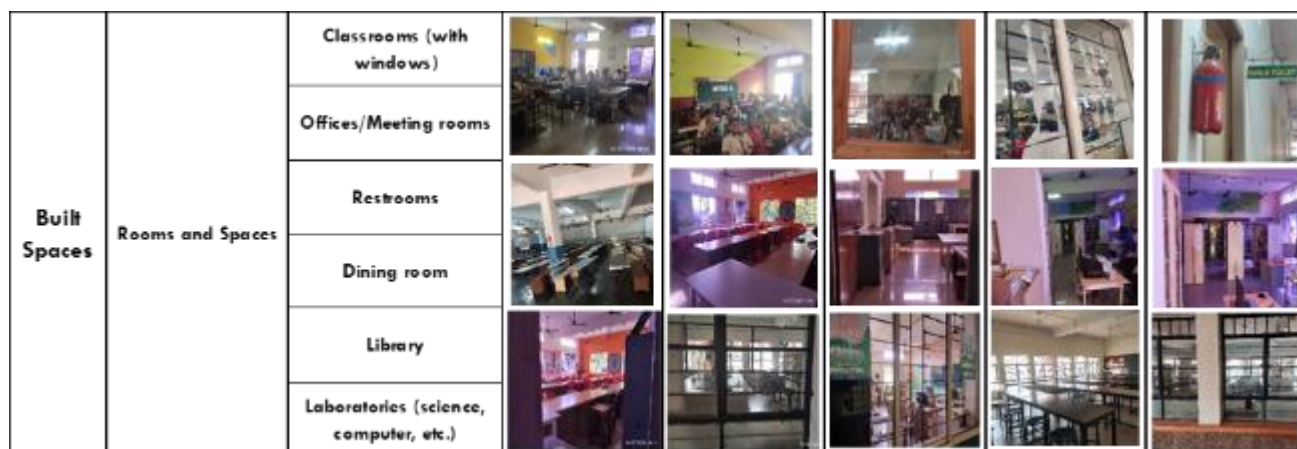 Built
Spaces
Rooms and Spaces
Classrooms (with
windows)
Offices/Meeting rooms
Restrooms
Dining room
Library
Laboratories (science,
computer, etc.)